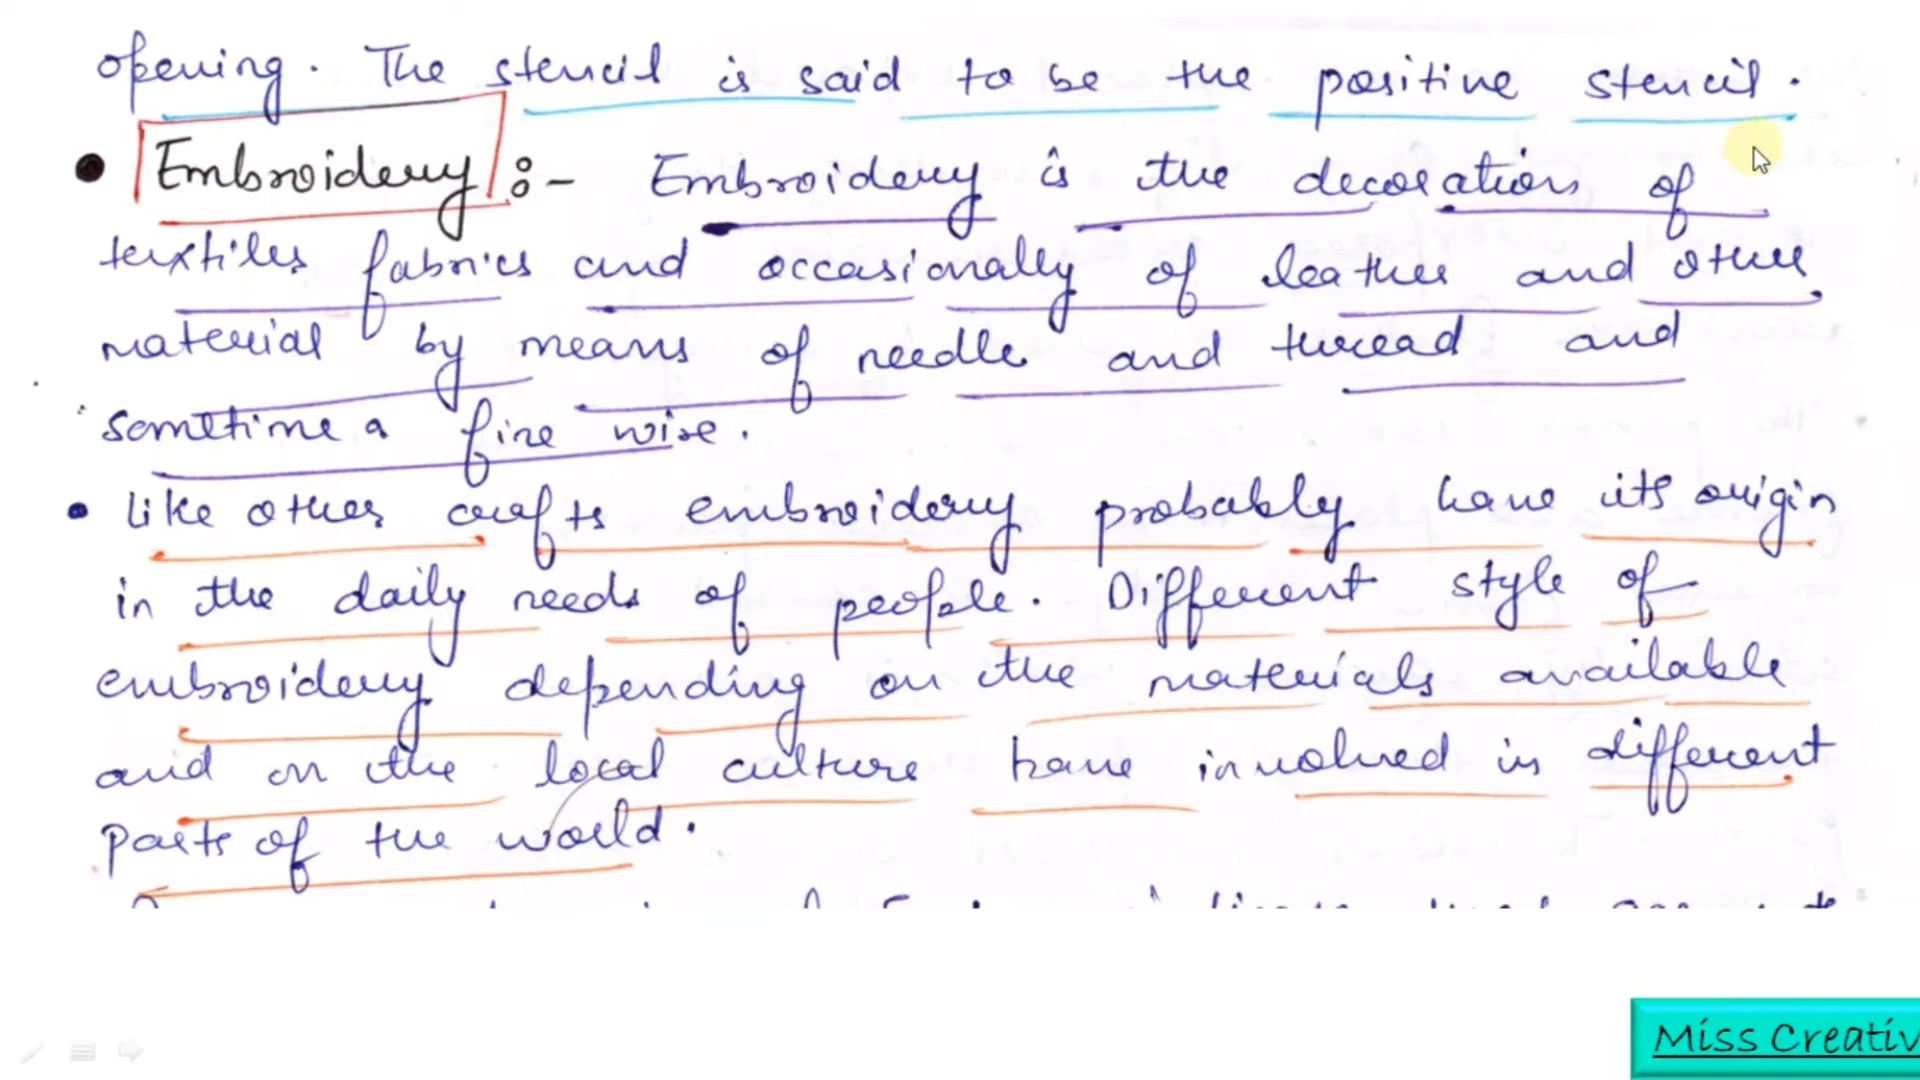 opening. The stencil is said to be the positive stencil.
• Embroidery :- Embroidery is the decorations of
textiles fabrics and occasionally of leather and other
material by means of needle and thread and
sometime a fine wire.
• like other crafts embroidery probably have its origin
in the daily needs of people. Different style of
embroidery depending on the materials available
and on the local culture have involved in different
parts of the world.
Miss Creativ